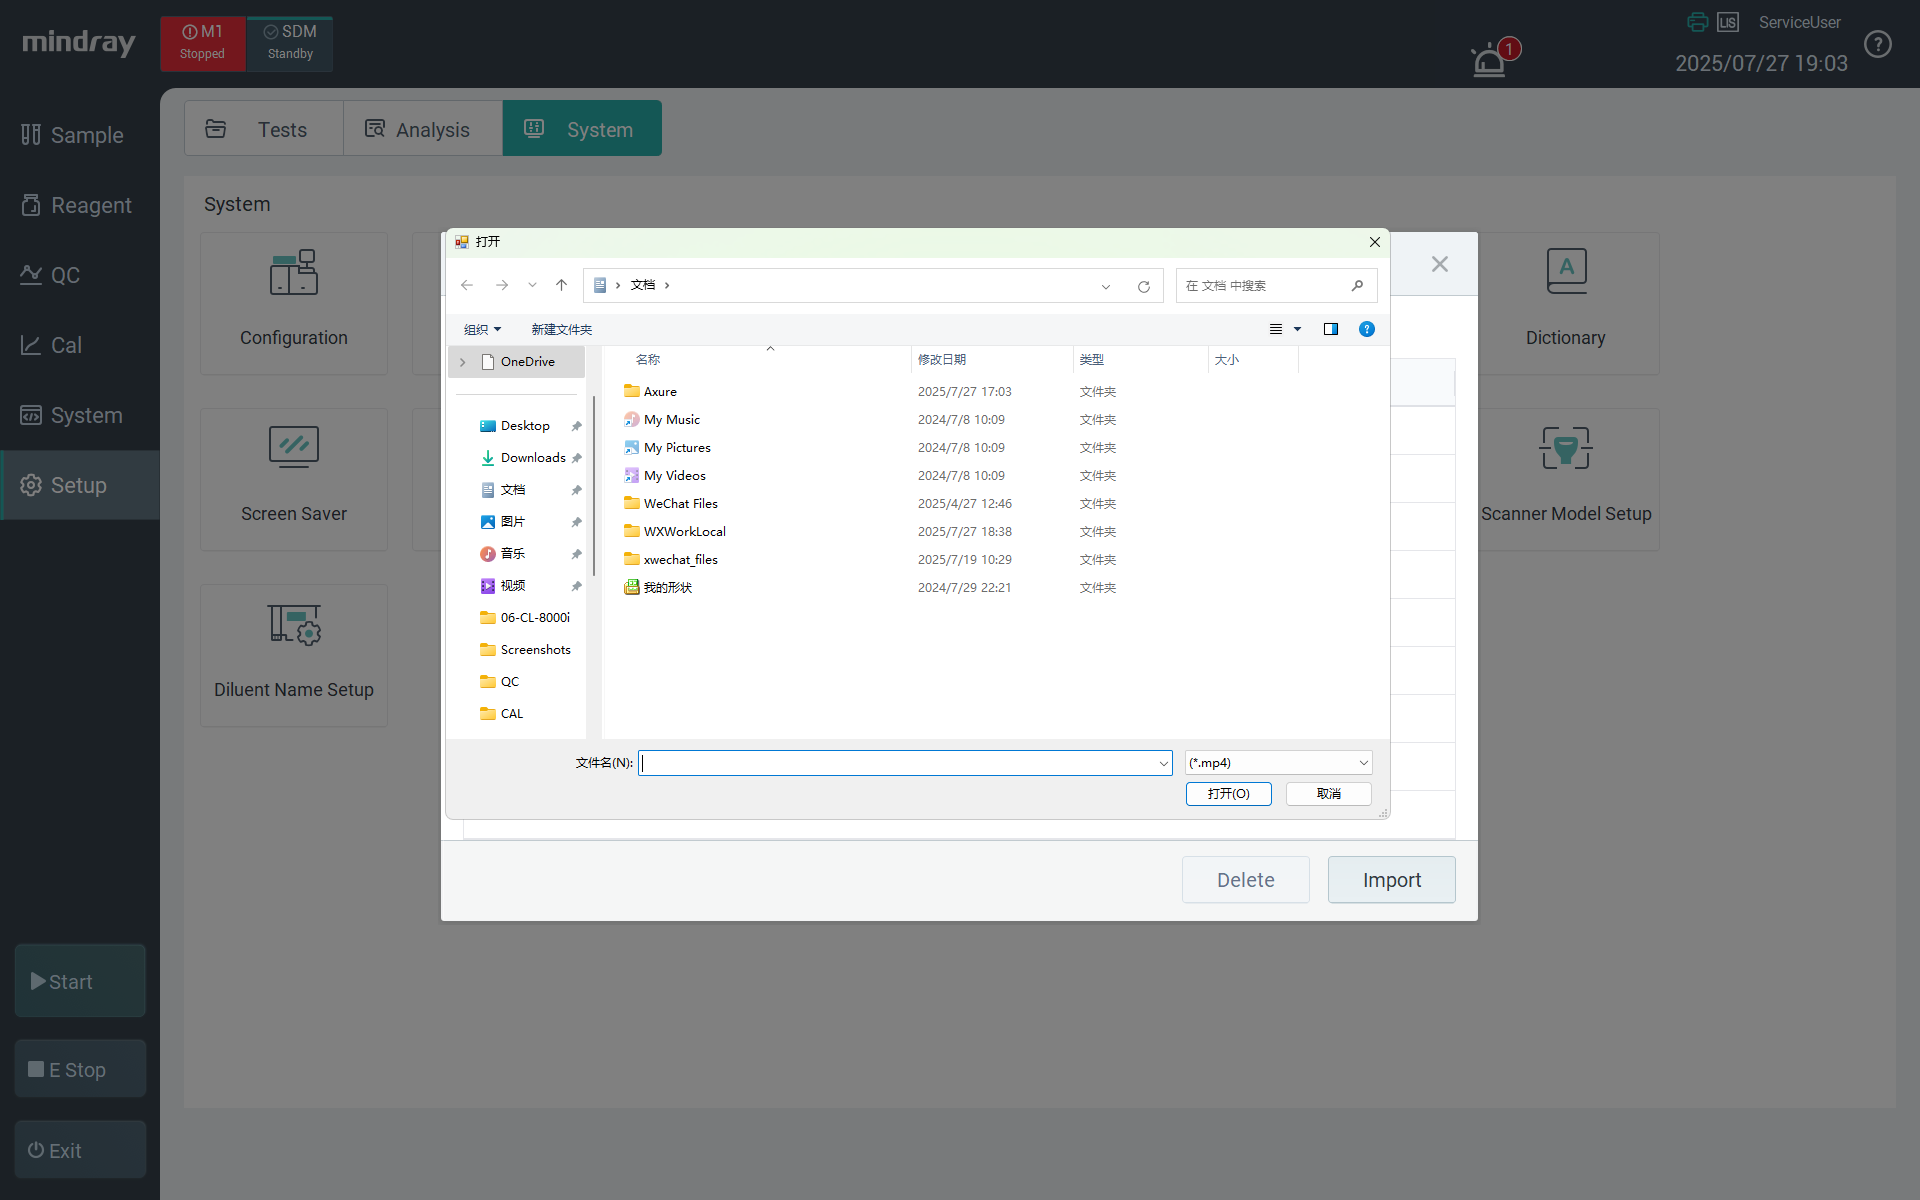 mindray
M1
Stopped
SDM
Standby
1
LIS
ServiceUser
2025/07/27 19:03
?
Sample
Reagent
QC
Cal
System
Setup
Start
E Stop
Exit
Tests
Analysis
System
System
Configuration
Screen Saver
Diluent Name Setup
A
Dictionary
Scanner Model Setup
打开
文档
在 文档 中搜索
组织
新建文件夹
?
OneDrive
Desktop
Downloads
文档
图片
音乐
视频
06-CL-8000i
Screenshots
QC
CAL
名称 修改日期 类型 大小
Axure 2025/7/27 17:03 文件夹
My Music 2024/7/8 10:09 文件夹
My Pictures 2024/7/8 10:09 文件夹
My Videos 2024/7/8 10:09 文件夹
WeChat Files 2025/4/27 12:46 文件夹
WXWorkLocal 2025/7/27 18:38 文件夹
xwechat_files 2025/7/19 10:29 文件夹
我的形状 2024/7/29 22:21 文件夹
文件名(N):
(*.mp4)
打开(O)
取消
Delete
Import